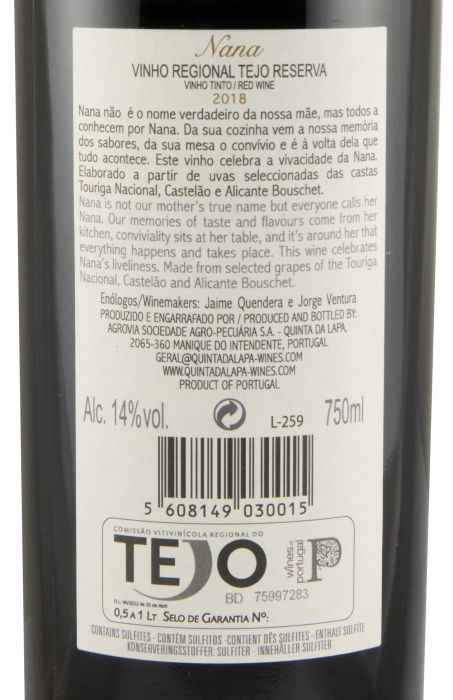 Nana
VINHO REGIONAL TEJO RESERVA
VINHO TINTO / RED WINE
2018
Nana não é o nome verdadeiro da nossa mãe, mas todos a
conhecem por Nana. Da sua cozinha vem a nossa memória
dos sabores, da sua mesa o convívio e é à volta dela que
tudo acontece. Este vinho celebra a vivacidade da Nana.
Elaborado a partir de uvas seleccionadas das castas
Touriga Nacional, Castelão e Alicante Bouschet.
Nana is not our mother's true name but everyone calls her
Nana. Our memories of taste and flavours come from her
kitchen, conviviality sits at her table, and it's around her that
everything happens and takes place. This wine celebrates
Nana's liveliness. Made from selected grapes of the Touriga
Nacional, Castelão and Alicante Bouschet.
Enólogos/Winemakers: Jaime Quendera e Jorge Ventura
PRODUZIDO E ENGARRAFADO POR / PRODUCED AND BOTTLED BY:
AGROVIA SOCIEDADE AGRO-PECUÁRIA S.A. - QUINTA DA LAPA,
2065-360 MANIQUE DO INTENDENTE, PORTUGAL
GERAL@QUINTADALAPA-WINES.COM
WWW.QUINTADALAPA-WINES.COM
PRODUCT OF PORTUGAL
Alc. 14%vol. L-259 750ml
5 608149 030015
COMISSÃO VITIVINÍCOLA REGIONAL DO
TEJO
wines of portugal P
BD 75997283
D.L. 94/2012 de 20 de Abril
0,5 A 1 LT SELO DE GARANTIA Nº:
CONTAINS SULFITES - CONTÉM SULFITOS - CONTIENT DÉS SULFITES - ENTHALT SULFITE
KONSERVERINGSSTOFFER: SULFITER - INNEHÅLLER SULFITER